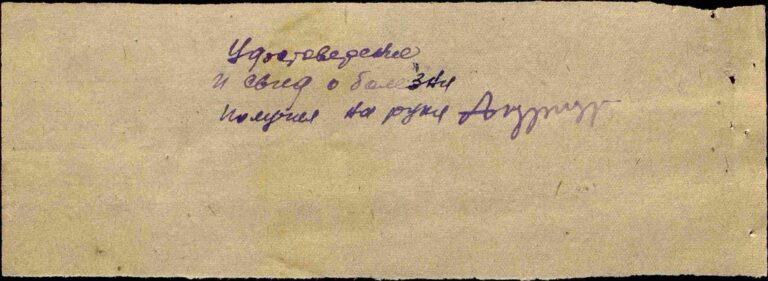 Удостоверение
и свид о болезни
получил на руки